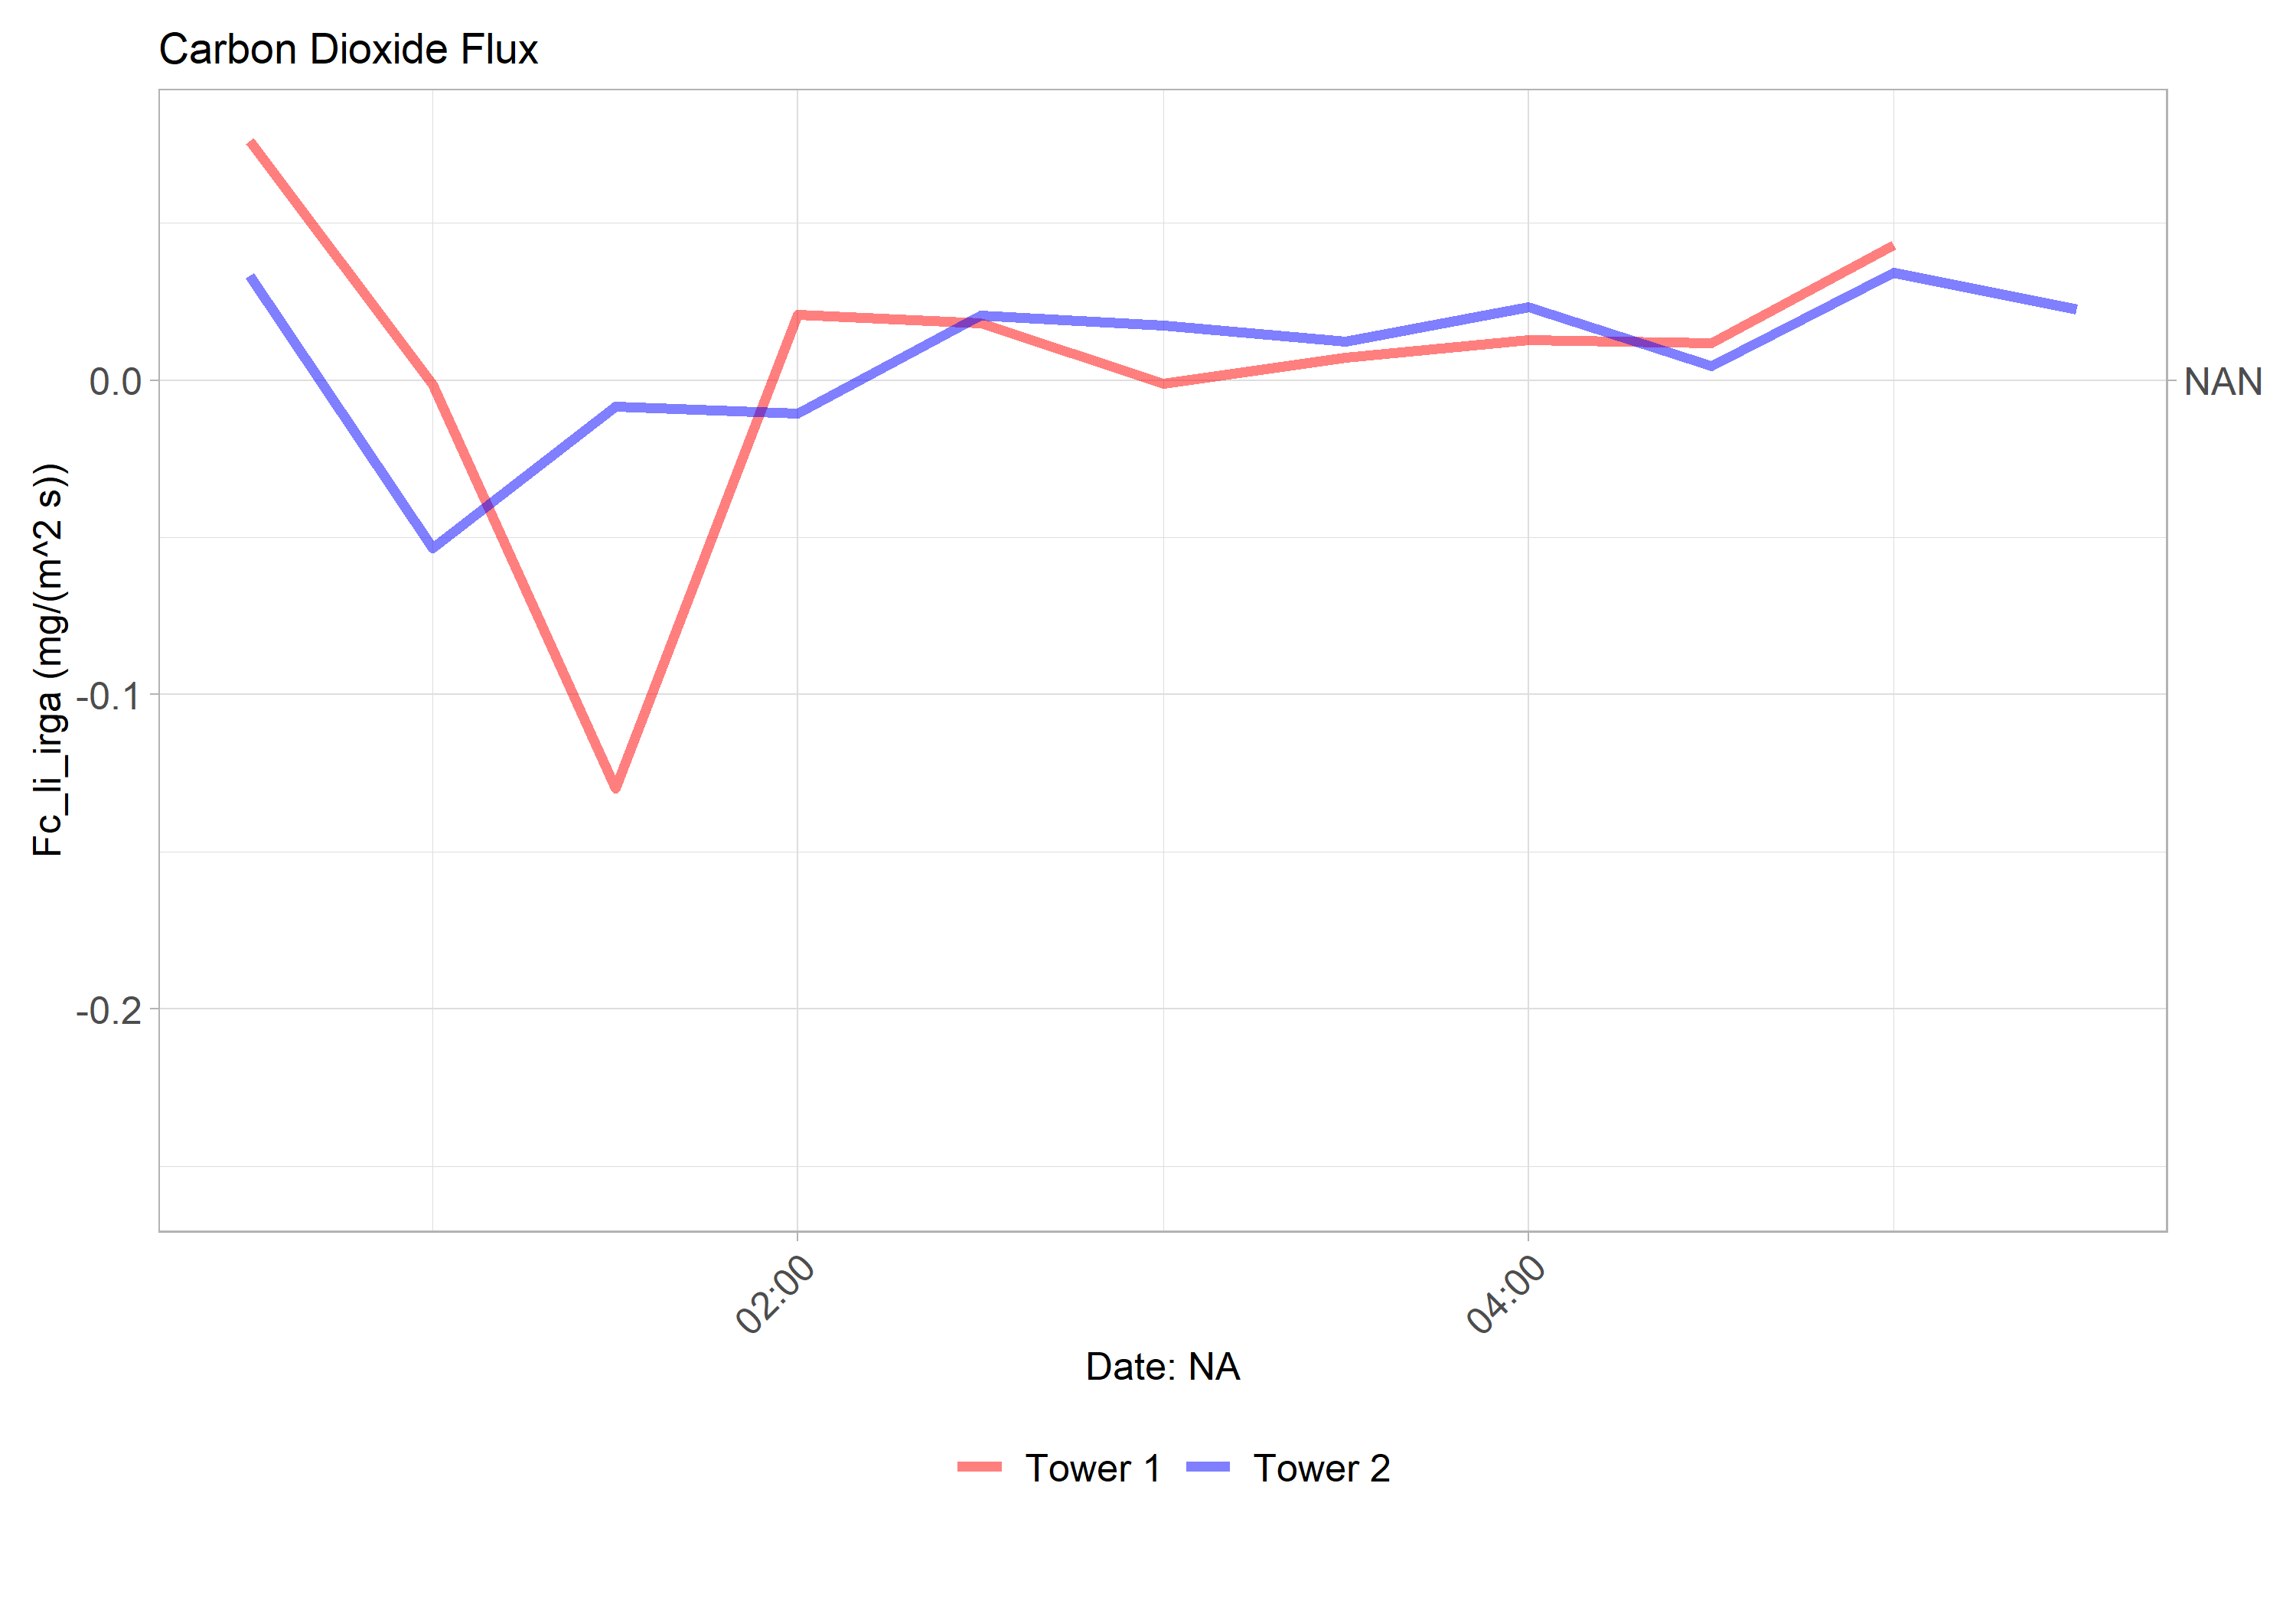 Carbon Dioxide Flux
Fc_li_irga (mg/(m^2 s))
0.0
-0.1
-0.2
NAN
02:00
04:00
Date: NA
Tower 1
Tower 2